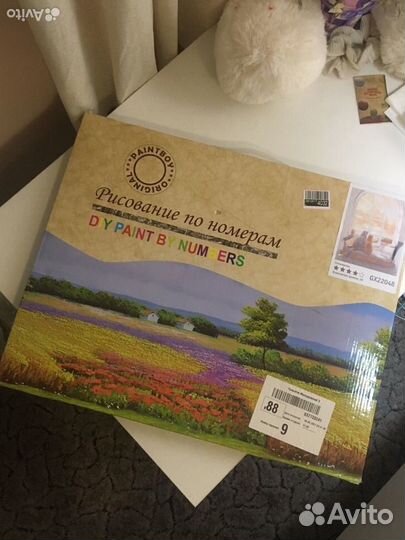 Avito
PAINTBOY
ORIGINAL
Рисование по номерам
DIY PAINT BY NUMBERS
GX22048
88
9
Avito